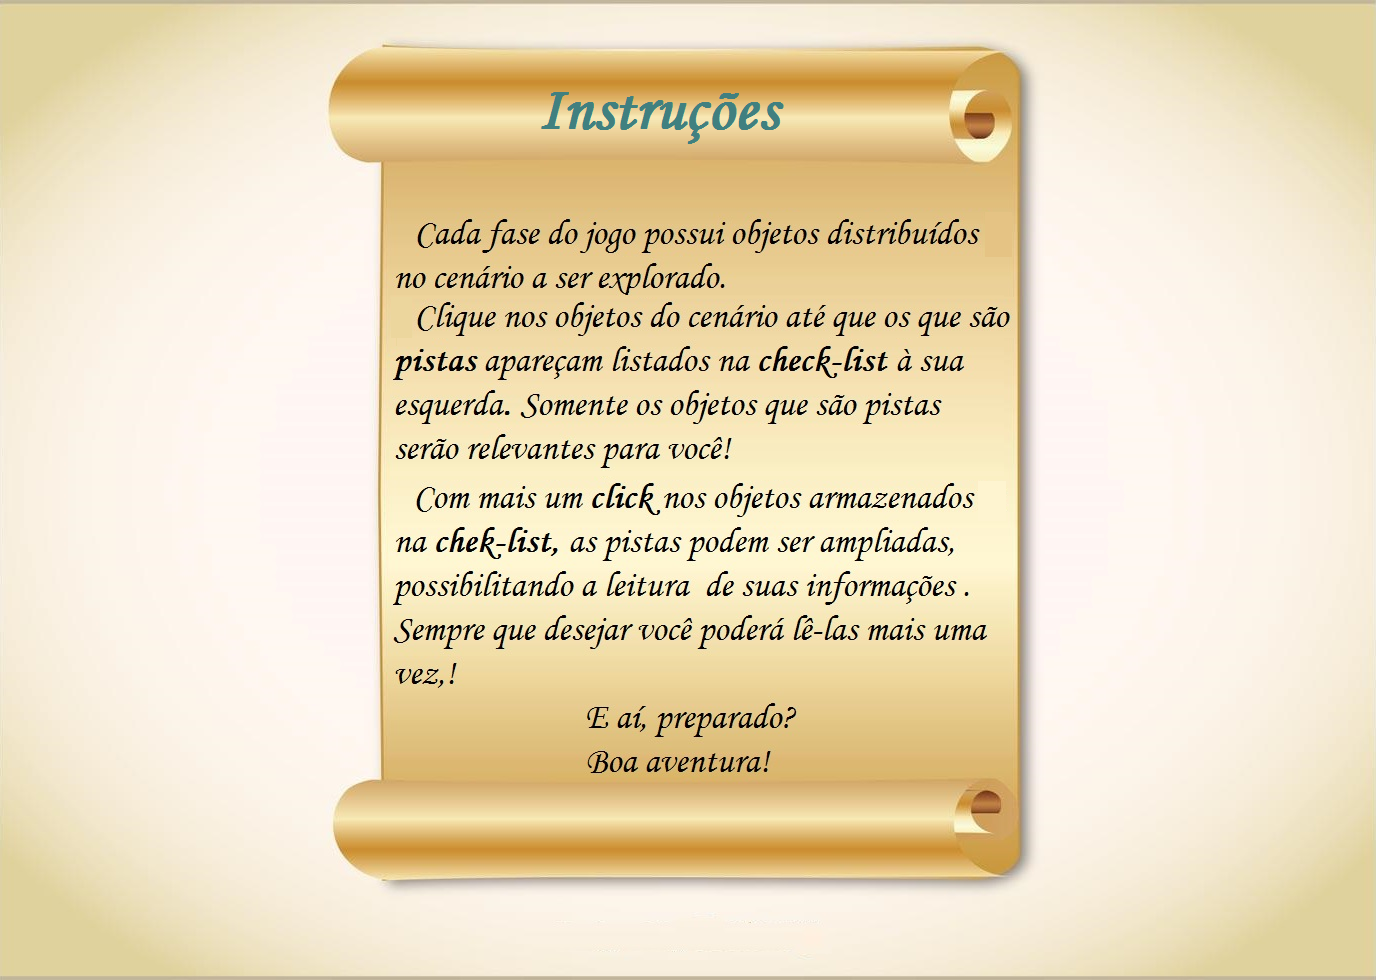 Instruções
Cada fase do jogo possui objetos distribuídos
no cenário a ser explorado.
Clique nos objetos do cenário até que os que são
pistas apareçam listados na check-list à sua
esquerda. Somente os objetos que são pistas
serão relevantes para você!
Com mais um click nos objetos armazenados
na chek-list, as pistas podem ser ampliadas,
possibilitando a leitura de suas informações .
Sempre que desejar você poderá lê-las mais uma
vez,!
E aí, preparado?
Boa aventura!